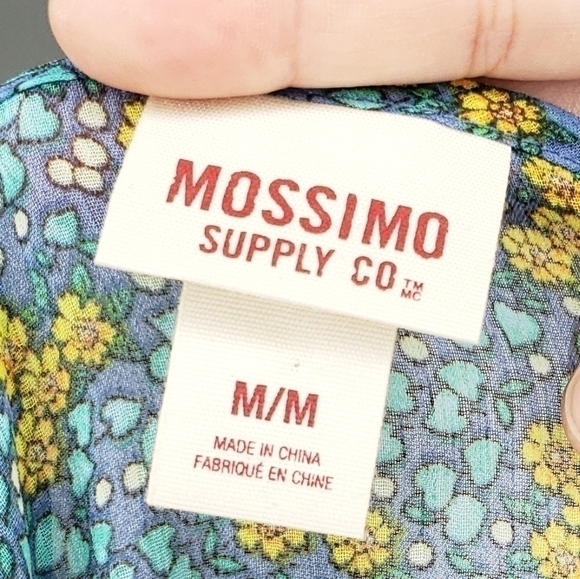 MOSSIMO
SUPPLY CO ™
MC
M/M
MADE IN CHINA
FABRIQUÉ EN CHINE